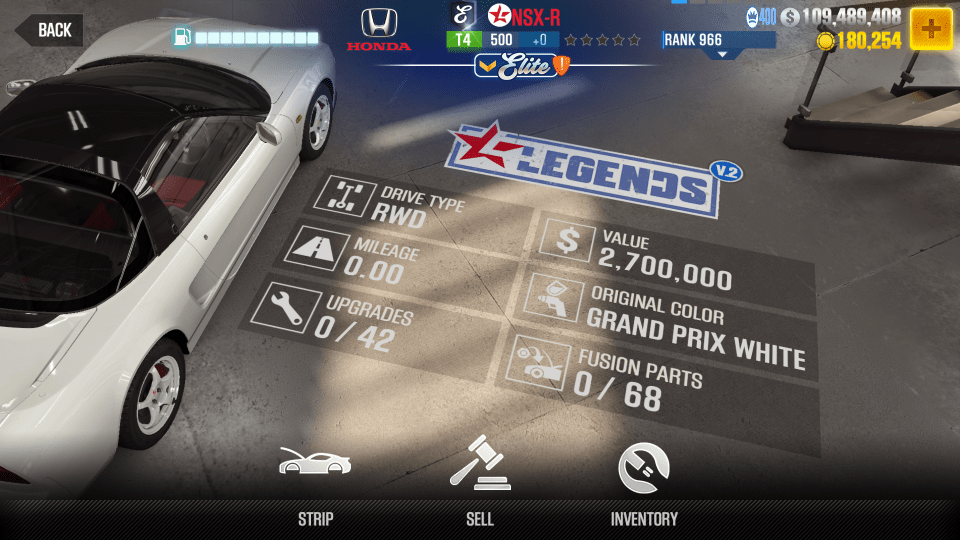 BACK
HONDA
NSX-R
T4 500 +0
Elite
RANK 966
400
109,489,408
180,254
LEGENDS V.2
DRIVE TYPE
RWD
MILEAGE
0.00
UPGRADES
0 / 42
VALUE
2,700,000
ORIGINAL COLOR
GRAND PRIX WHITE
FUSION PARTS
0 / 68
STRIP
SELL
INVENTORY